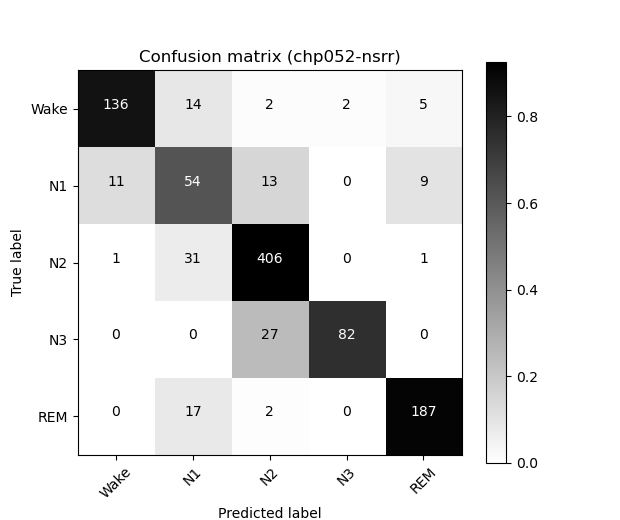 Confusion matrix (chp052-nsrr)
Wake 136 14 2 2 5
N1 11 54 13 0 9
N2 1 31 406 0 1
N3 0 0 27 82 0
REM 0 17 2 0 187
Wake N1 N2 N3 REM
Predicted label
True label
0.8
0.6
0.4
0.2
0.0